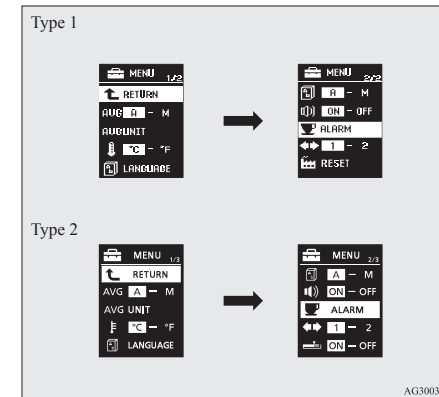 Type 1
MENU 1/2
RETURN
AVG A - M
AVG UNIT
°C - °F
LANGUAGE
MENU 2/2
A - M
ON - OFF
ALARM
1 - 2
RESET
Type 2
MENU 1/3
RETURN
AVG A - M
AVG UNIT
°C - °F
LANGUAGE
MENU 2/3
A - M
ON - OFF
ALARM
1 - 2
ON - OFF
AG3003